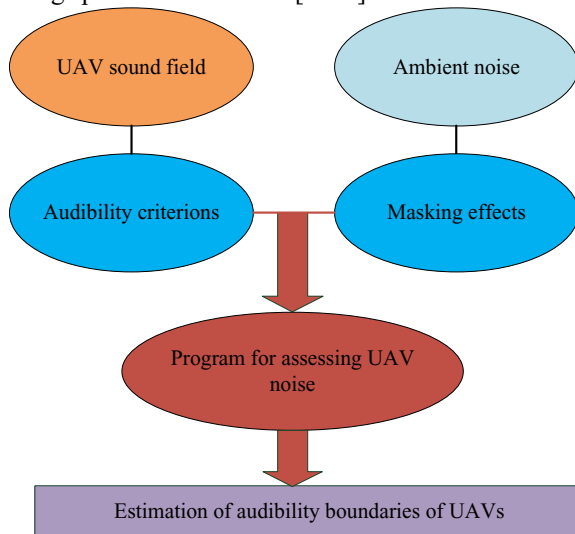 UAV sound field
Ambient noise
Audibility criterions
Masking effects
Program for assessing UAV
noise
Estimation of audibility boundaries of UAVs